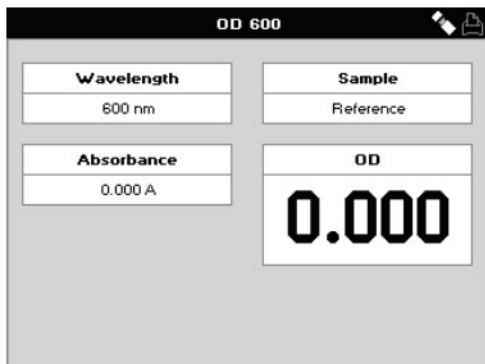 OD 600
Wavelength
600 nm
Sample
Reference
Absorbance
0.000 A
OD
0.000